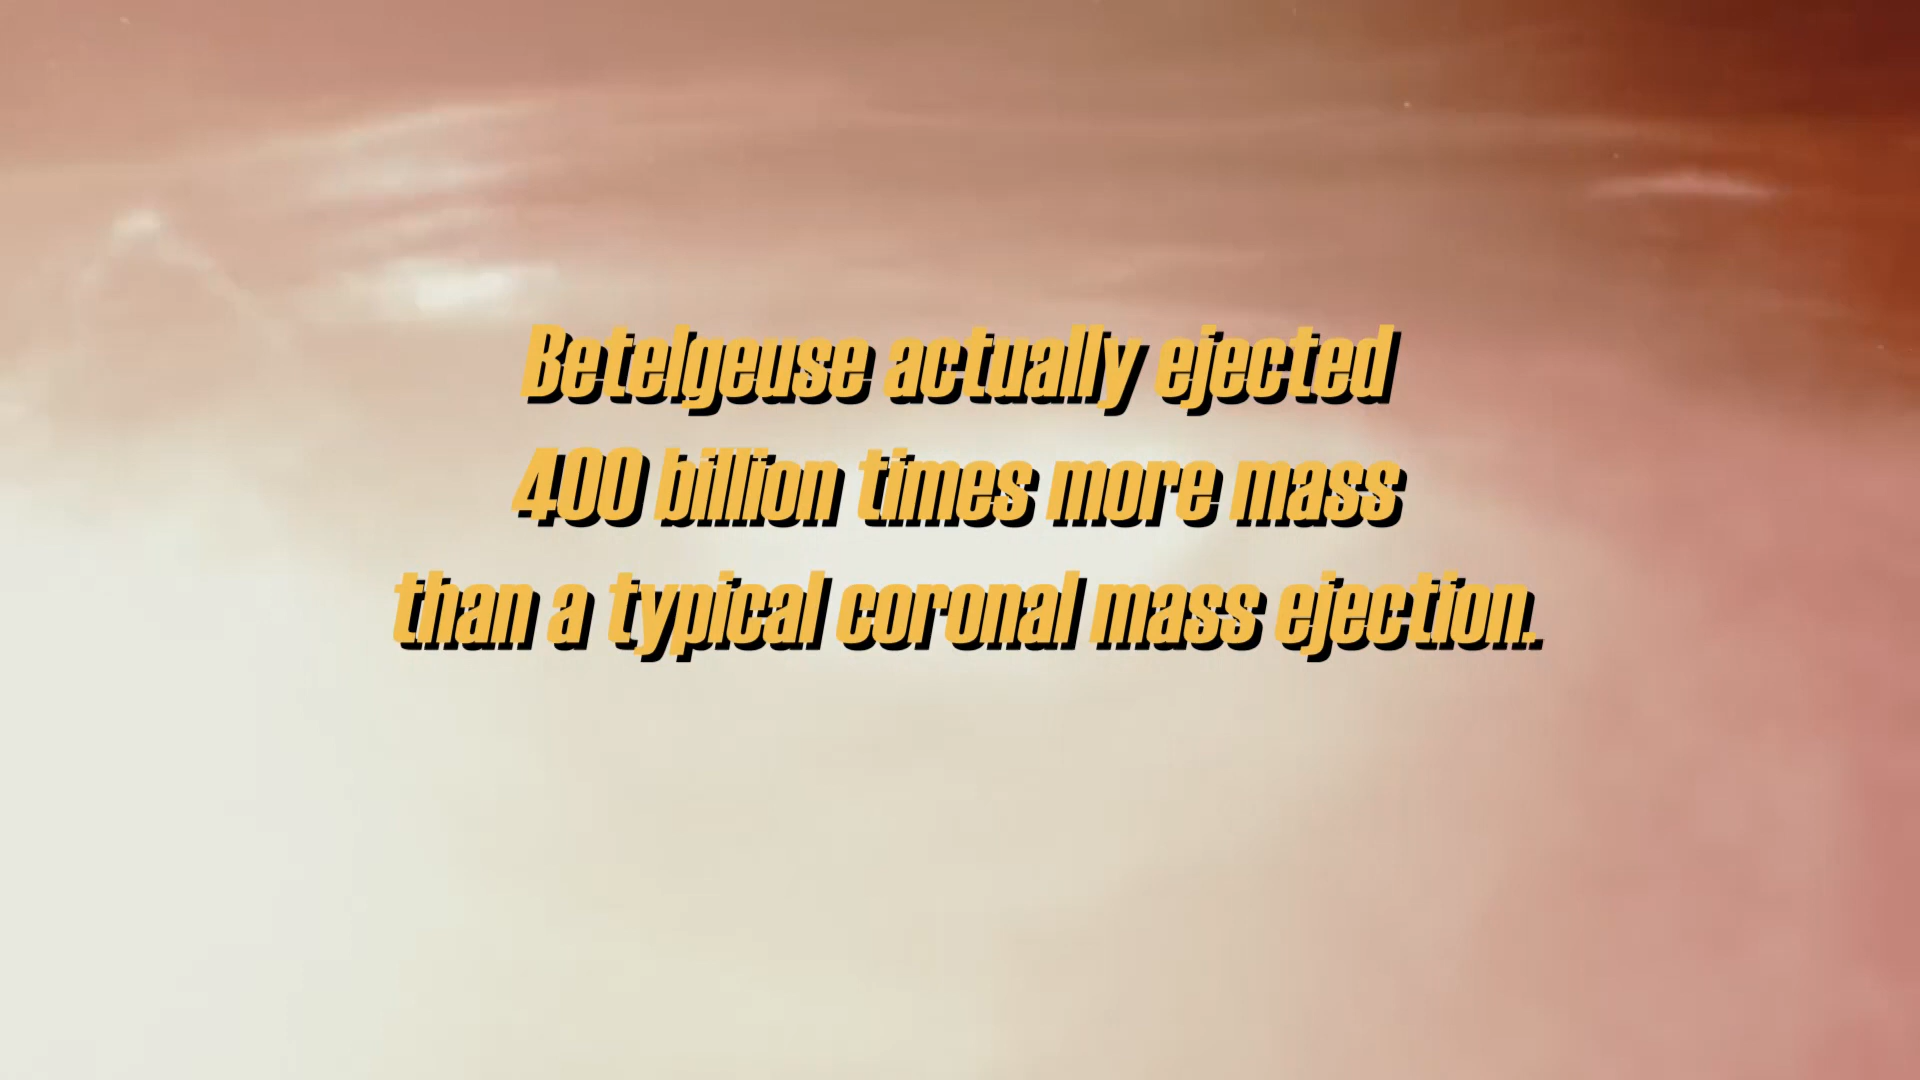 Betelgeuse actually ejected
400 billion times more mass
than a typical coronal mass ejection.